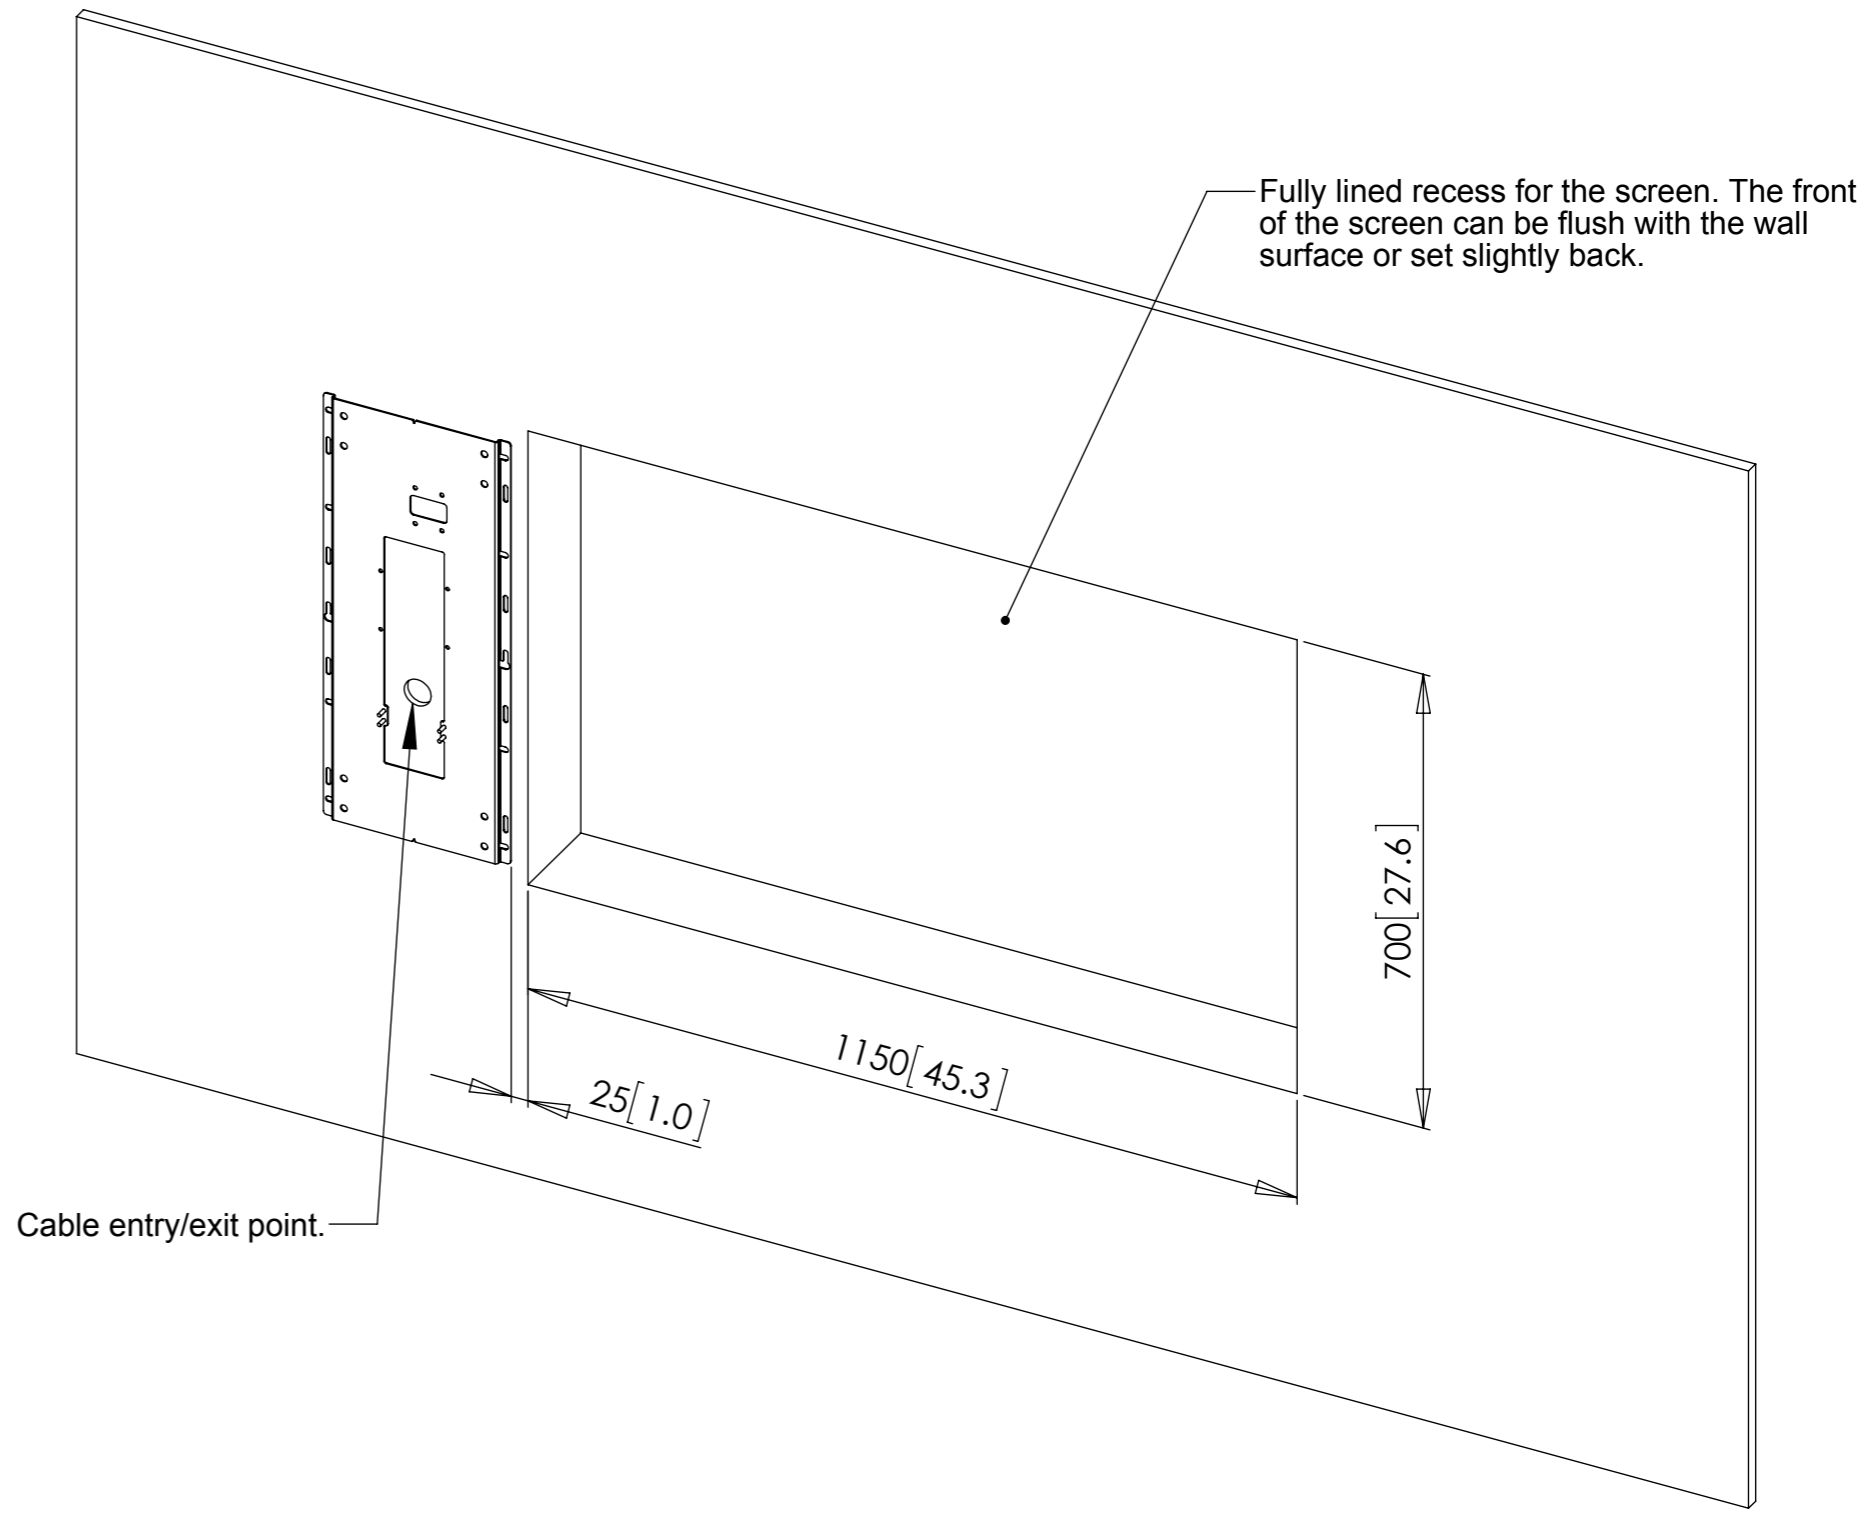 Fully lined recess for the screen. The front
of the screen can be flush with the wall
surface or set slightly back.
700[27.6]
1150[45.3]
25[1.0]
Cable entry/exit point.